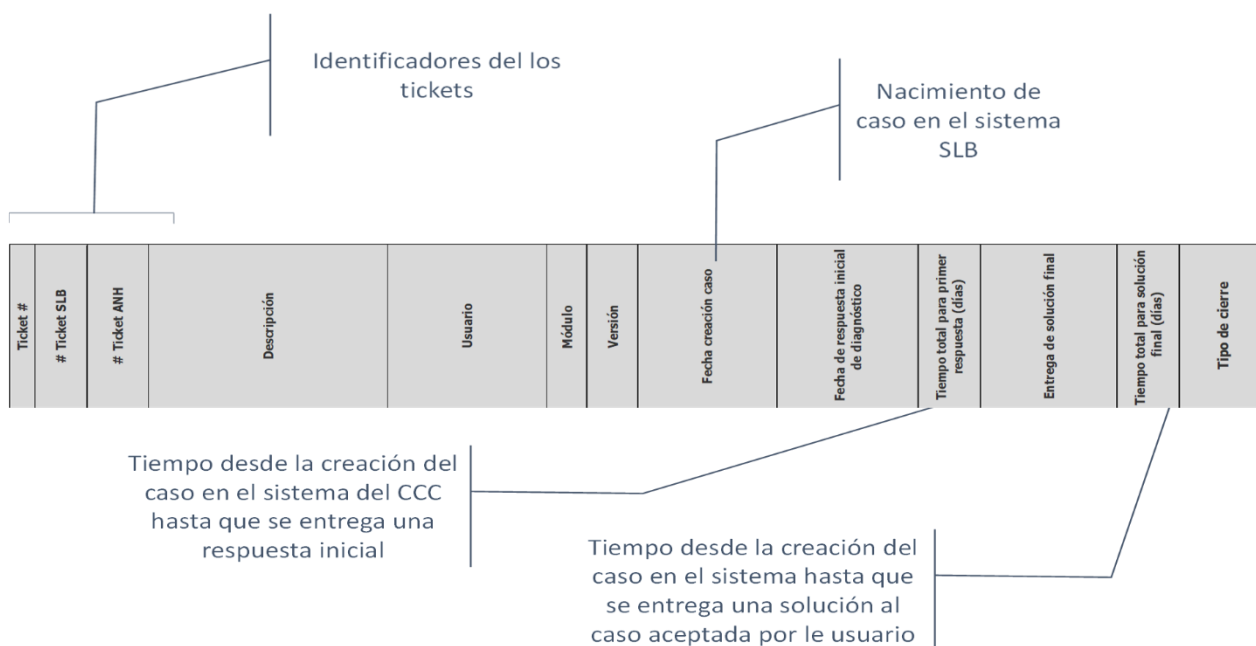 Identificadores del los
tickets
Nacimiento de
caso en el sistema
SLB
Ticket #
# Ticket SLB
# Ticket ANH
Descripción
Usuario
Módulo
Versión
Fecha creación caso
Fecha de respuesta inicial
de diagnóstico
Tiempo total para primer
respuesta (días)
Entrega de solución final
Tiempo total para solución
final (días)
Tipo de cierre
Tiempo desde la creación del
caso en el sistema del CCC
hasta que se entrega una
respuesta inicial
Tiempo desde la creación del
caso en el sistema hasta que
se entrega una solución al
caso aceptada por le usuario